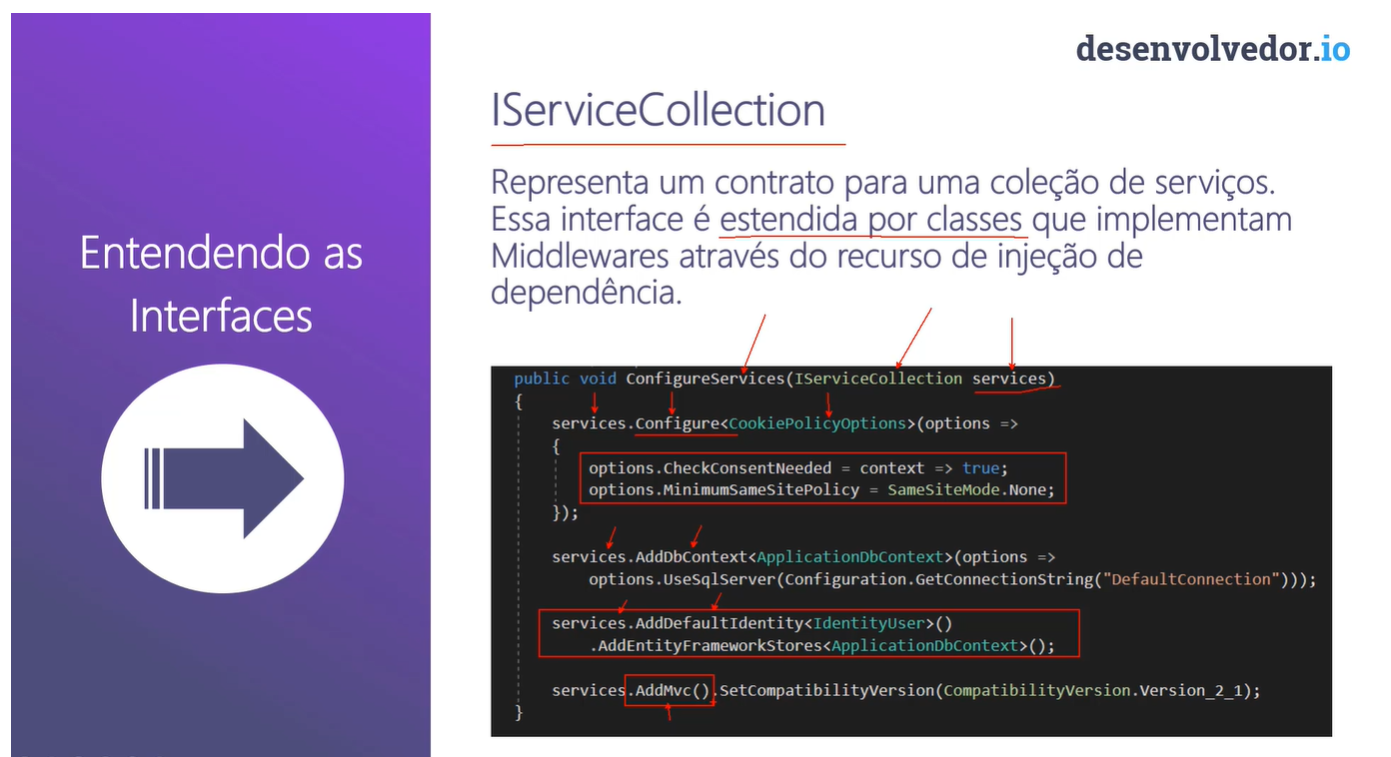 desenvolvedor.io
Entendendo as
Interfaces
IServiceCollection
Representa um contrato para uma coleção de serviços.
Essa interface é estendida por classes que implementam
Middlewares através do recurso de injeção de
dependência.
public void ConfigureServices(IServiceCollection services)
{
services.Configure<CookiePolicyOptions>(options =>
{
options.CheckConsentNeeded = context => true;
options.MinimumSameSitePolicy = SameSiteMode.None;
});
services.AddDbContext<ApplicationDbContext>(options =>
options.UseSqlServer(Configuration.GetConnectionString("DefaultConnection")));
services.AddDefaultIdentity<IdentityUser>()
.AddEntityFrameworkStores<ApplicationDbContext>();
services.AddMvc().SetCompatibilityVersion(CompatibilityVersion.Version_2_1);
}